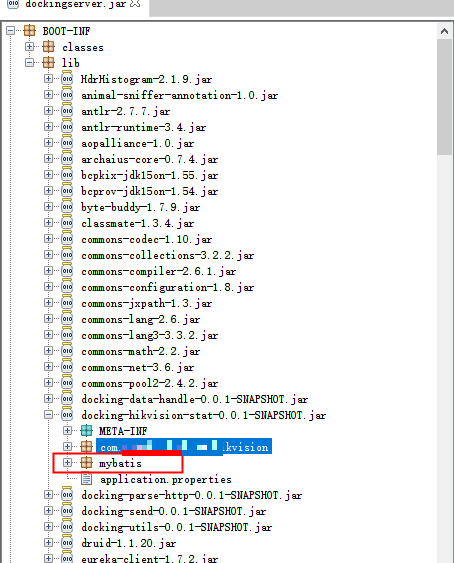 dockingserver.jar
BOOT-INF
classes
lib
HdrHistogram-2.1.9.jar
animal-sniffer-annotation-1.0.jar
antlr-2.7.7.jar
antlr-runtime-3.4.jar
aopalliance-1.0.jar
archaius-core-0.7.4.jar
bcpkix-jdk15on-1.55.jar
bcprov-jdk15on-1.54.jar
byte-buddy-1.7.9.jar
classmate-1.3.4.jar
commons-codec-1.10.jar
commons-collections-3.2.2.jar
commons-compiler-2.6.1.jar
commons-configuration-1.8.jar
commons-jxpath-1.3.jar
commons-lang-2.6.jar
commons-lang3-3.3.2.jar
commons-math-2.2.jar
commons-net-3.6.jar
commons-pool2-2.4.2.jar
docking-data-handle-0.0.1-SNAPSHOT.jar
docking-hikvision-stat-0.0.1-SNAPSHOT.jar
META-INF
com. kvision
mybatis
application.properties
docking-parse-http-0.0.1-SNAPSHOT.jar
docking-send-0.0.1-SNAPSHOT.jar
docking-utils-0.0.1-SNAPSHOT.jar
druid-1.1.20.jar
eureka-client-1.7.2.jar